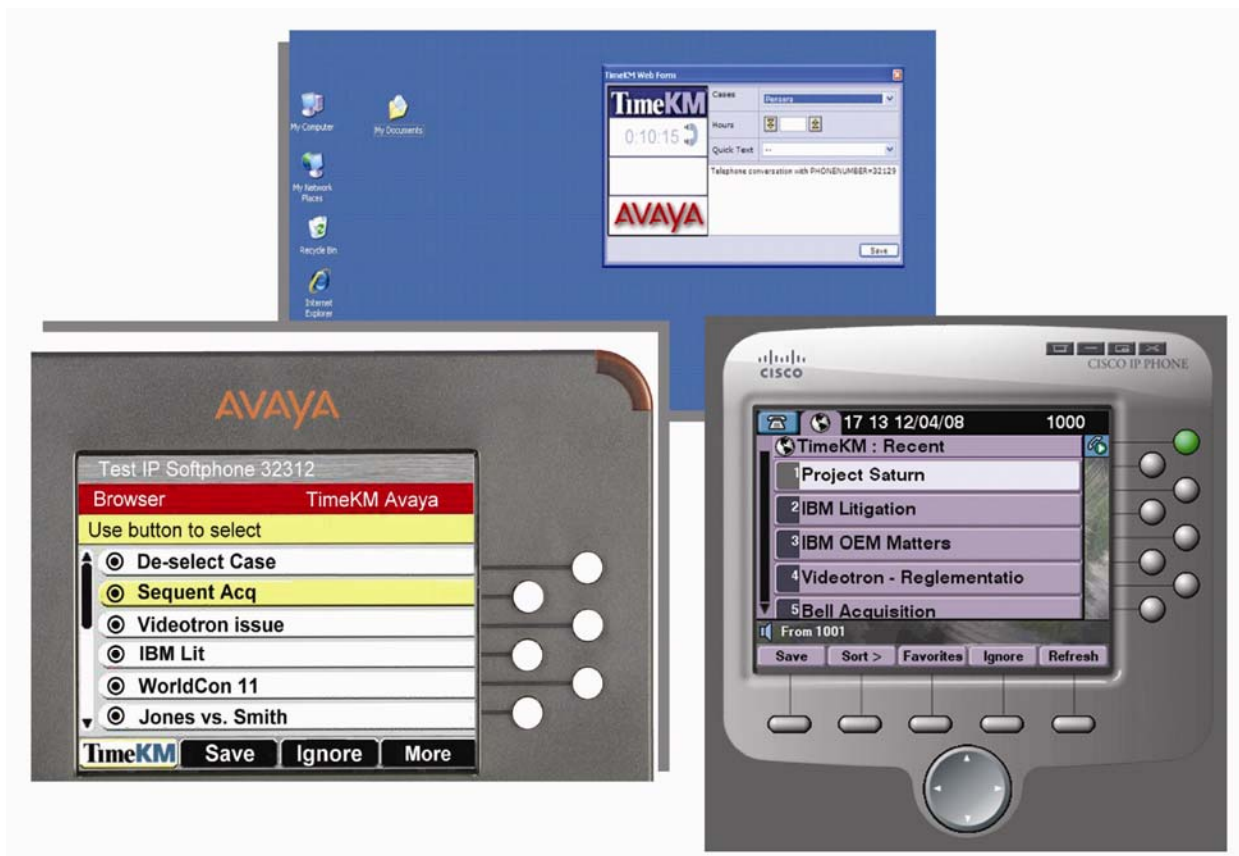 TimeKM Web Form
My Computer
My Documents
My Network
Places
Recycle Bin
Internet
Explorer
TimeKM
0:10:15
AVAYA
Cases
Persera
Hours
Quick Text
--
Telephone conversation with PHONENUMBER=32129
Save
AVAYA
Test IP Softphone 32312
Browser
TimeKM Avaya
Use button to select
De-select Case
Sequent Acq
Videotron issue
IBM Lit
WorldCon 11
Jones vs. Smith
TimeKM
Save
Ignore
More
CISCO
CISCO IP PHONE
17 13 12/04/08
1000
TimeKM : Recent
1 Project Saturn
2 IBM Litigation
3 IBM OEM Matters
4 Videotron - Reglementatio
5 Bell Acquisition
From 1001
Save
Sort >
Favorites
Ignore
Refresh